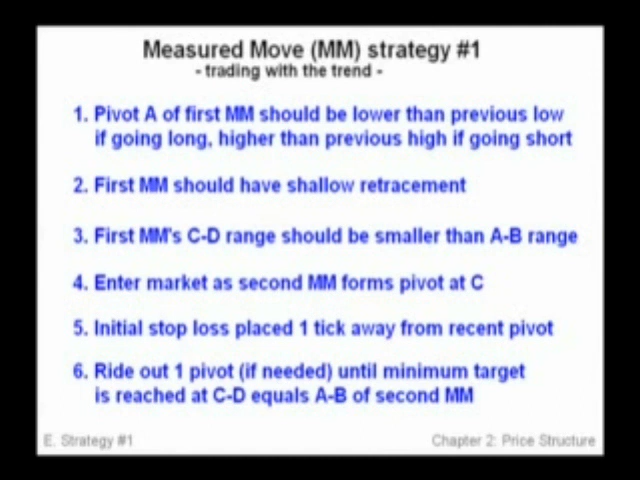 Measured Move (MM) strategy #1
- trading with the trend -
1. Pivot A of first MM should be lower than previous low
if going long, higher than previous high if going short
2. First MM should have shallow retracement
3. First MM's C-D range should be smaller than A-B range
4. Enter market as second MM forms pivot at C
5. Initial stop loss placed 1 tick away from recent pivot
6. Ride out 1 pivot (if needed) until minimum target
is reached at C-D equals A-B of second MM
E. Strategy #1
Chapter 2: Price Structure